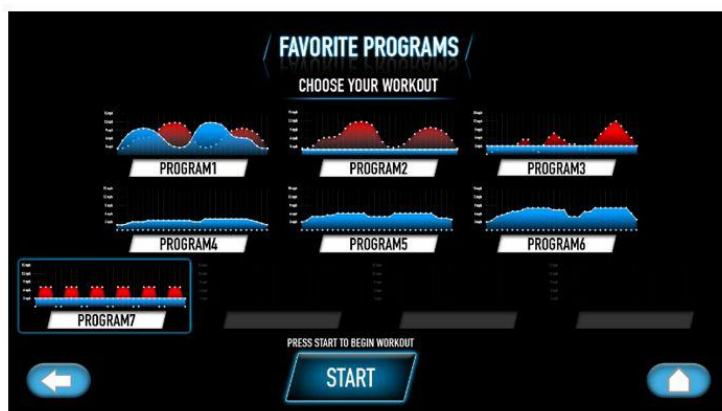 FAVORITE PROGRAMS
CHOOSE YOUR WORKOUT
PROGRAM1
PROGRAM2
PROGRAM3
PROGRAM4
PROGRAM5
PROGRAM6
PROGRAM7
PRESS START TO BEGIN WORKOUT
START